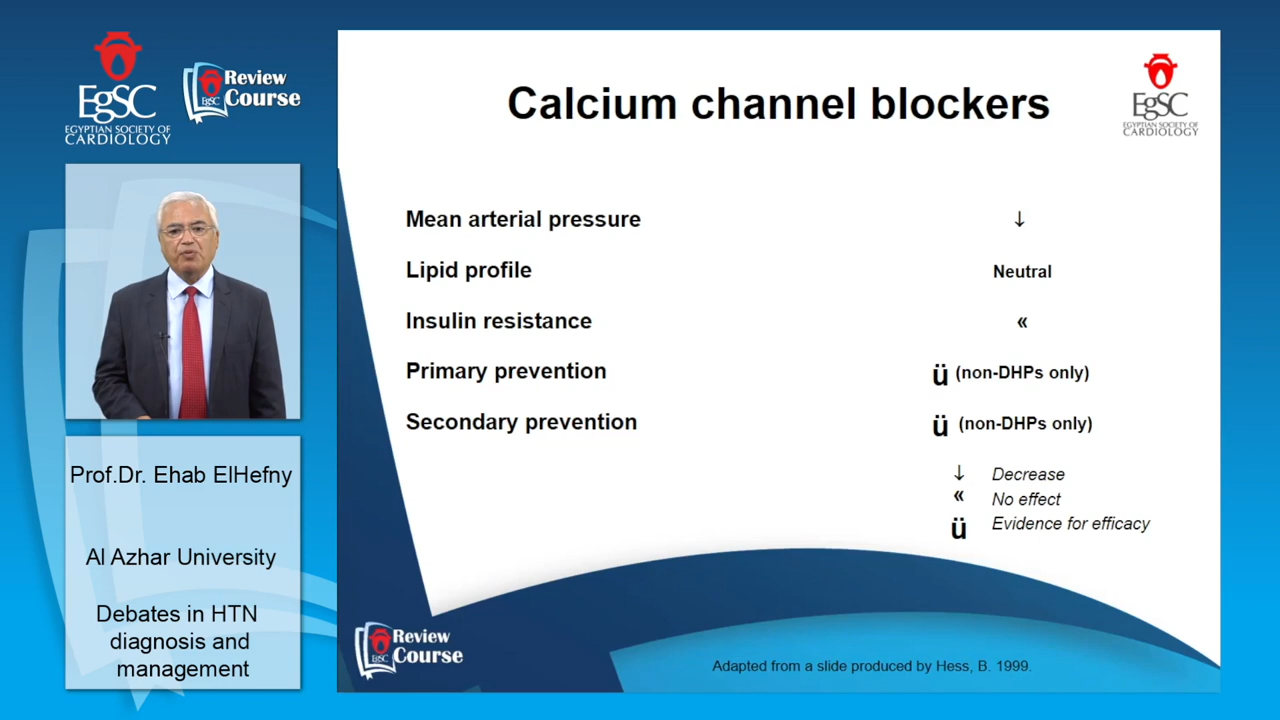 EgSC
EGYPTIAN SOCIETY OF
CARDIOLOGY
EgSC
Review
Course
Prof.Dr. Ehab ElHefny
Al Azhar University
Debates in HTN
diagnosis and
management
Calcium channel blockers
EgSC
EGYPTIAN SOCIETY OF
CARDIOLOGY
Mean arterial pressure ↓
Lipid profile Neutral
Insulin resistance «
Primary prevention ü (non-DHPs only)
Secondary prevention ü (non-DHPs only)
↓ Decrease
« No effect
ü Evidence for efficacy
EgSC
Review
Course
Adapted from a slide produced by Hess, B. 1999.